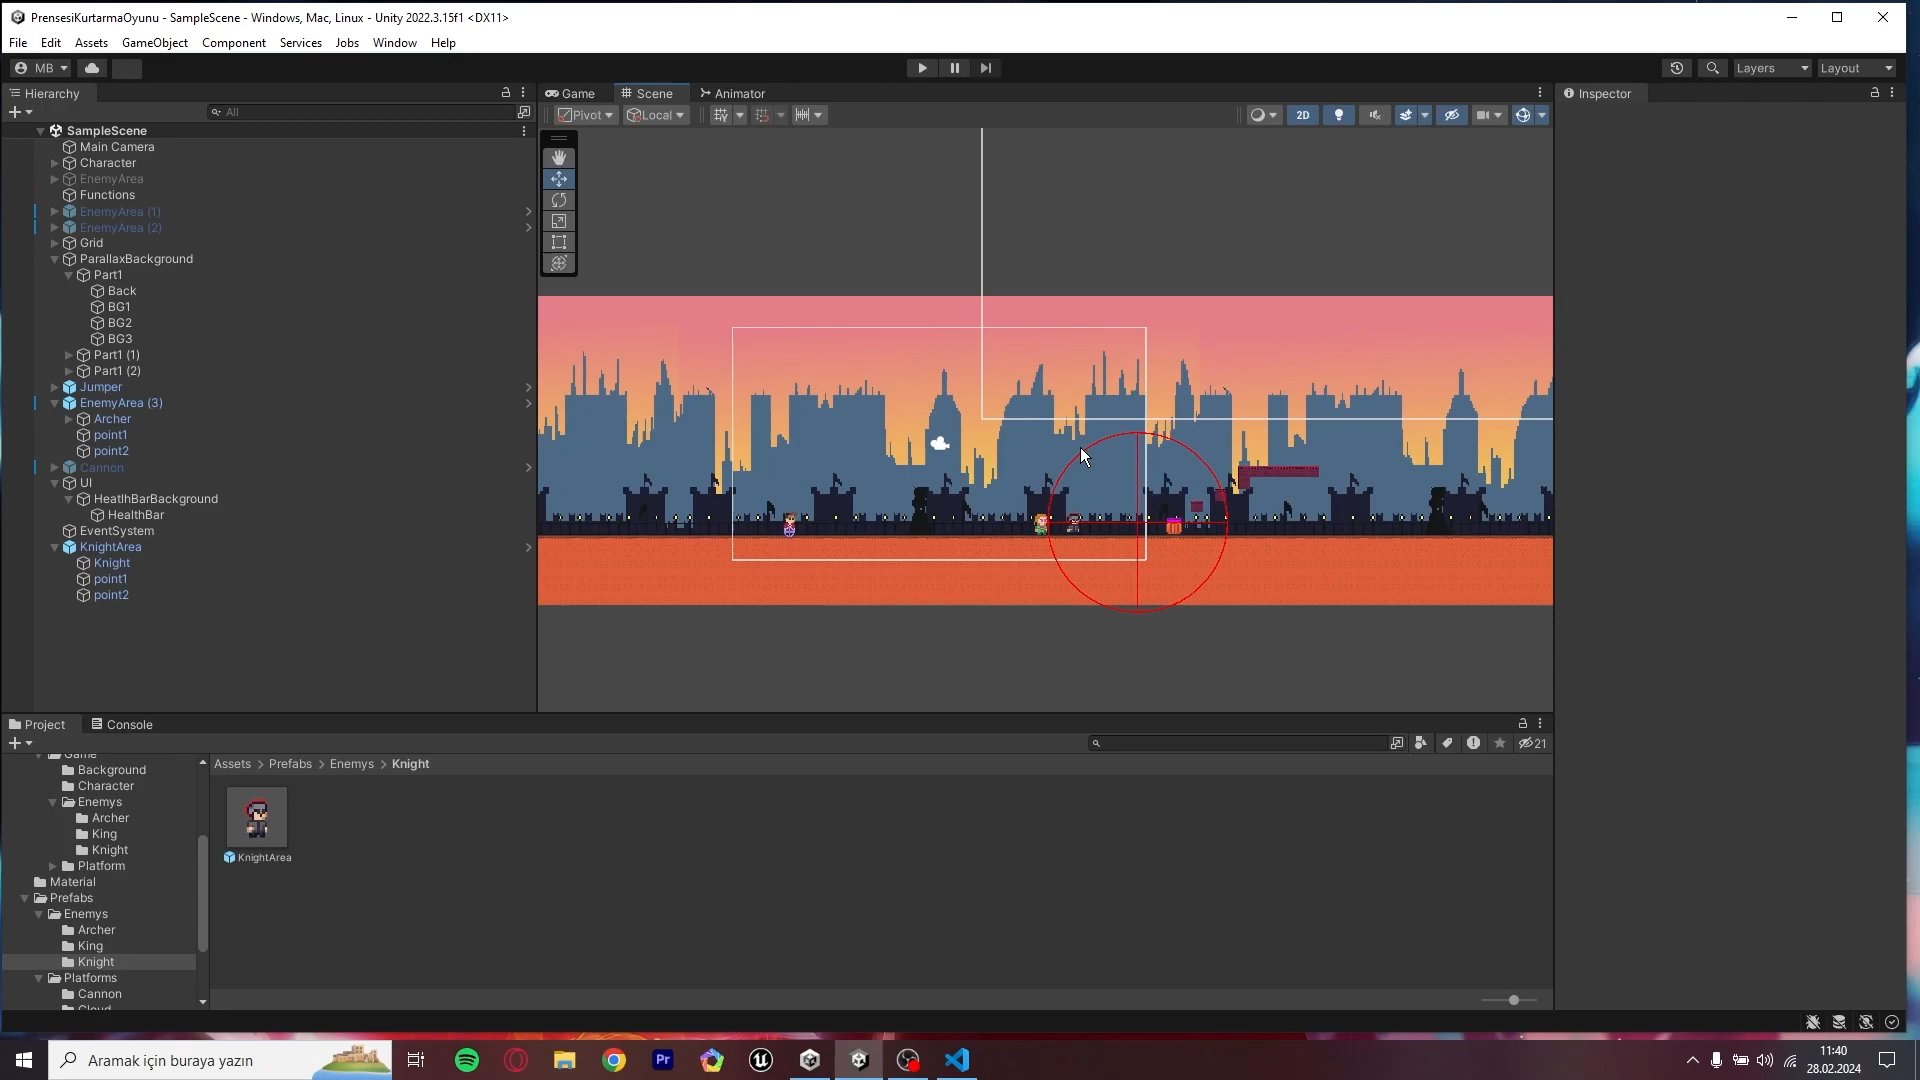 PrensesiKurtarmaOyunu - SampleScene - Windows, Mac, Linux - Unity 2022.3.15f1 <DX11>
File Edit Assets GameObject Component Services Jobs Window Help
MB
Layers
Layout
Hierarchy
Game
Scene
Animator
Inspector
All
Pivot
Local
2D
SampleScene
Main Camera
Character
EnemyArea
Functions
EnemyArea (1)
EnemyArea (2)
Grid
ParallaxBackground
Part1
Back
BG1
BG2
BG3
Part1 (1)
Part1 (2)
Jumper
EnemyArea (3)
Archer
point1
point2
Cannon
UI
HeatlhBarBackground
HealthBar
EventSystem
KnightArea
Knight
point1
point2
Project
Console
21
Game
Background
Character
Enemys
Archer
King
Knight
Platform
Material
Prefabs
Enemys
Archer
King
Knight
Platforms
Cannon
Cloud
Assets > Prefabs > Enemys > Knight
KnightArea
Aramak için buraya yazın
Pr
11:40
28.02.2024